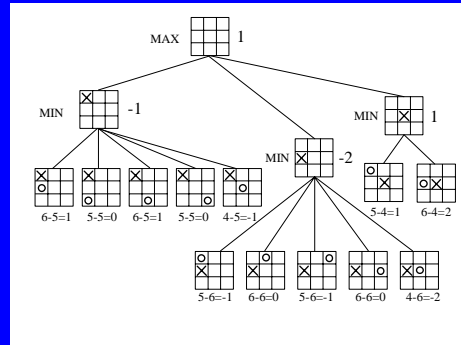 MAX 1
MIN -1
MIN 1
MIN -2
6-5=1 5-5=0 6-5=1 5-5=0 4-5=-1
5-4=1 6-4=2
5-6=-1 6-6=0 5-6=-1 6-6=0 4-6=-2